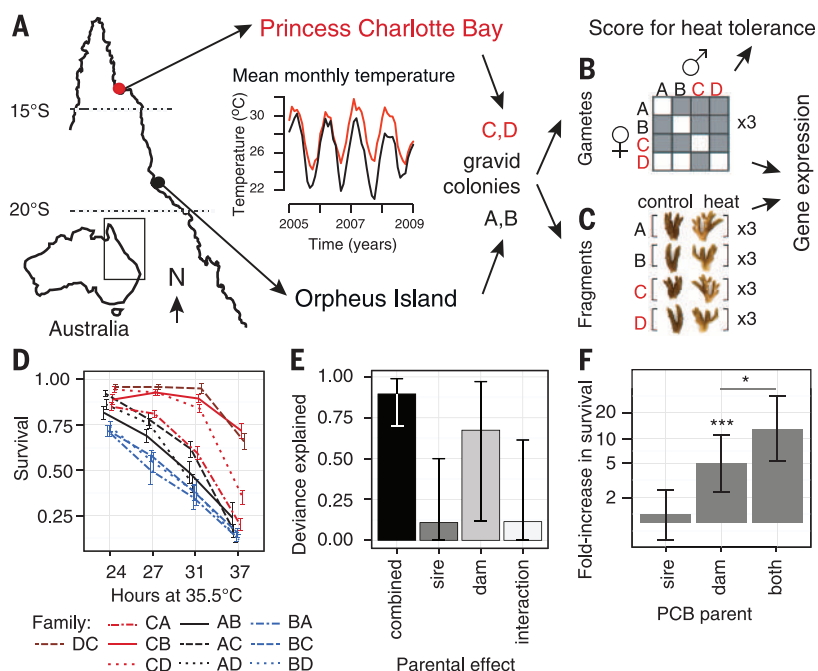 A
Princess Charlotte Bay
15°S
20°S
Australia
N
Orpheus Island
Mean monthly temperature
Temperature (°C)
30
26
22
2005 2007 2009
Time (years)
C,D
gravid
colonies
A,B
Score for heat tolerance
B
♂
A B C D
Gametes
♀
A
B
C
D
x3
Gene expression
C
control heat
Fragments
A x3
B x3
C x3
D x3
D
Survival
1.00
0.75
0.50
0.25
24 27 31 37
Hours at 35.5°C
Family:
DC
CA
CB
CD
AB
AC
AD
BA
BC
BD
E
Deviance explained
1.00
0.75
0.50
0.25
0.00
combined
sire
dam
interaction
Parental effect
F
Fold-increase in survival
20
10
5
2
***
*
sire
dam
both
PCB parent